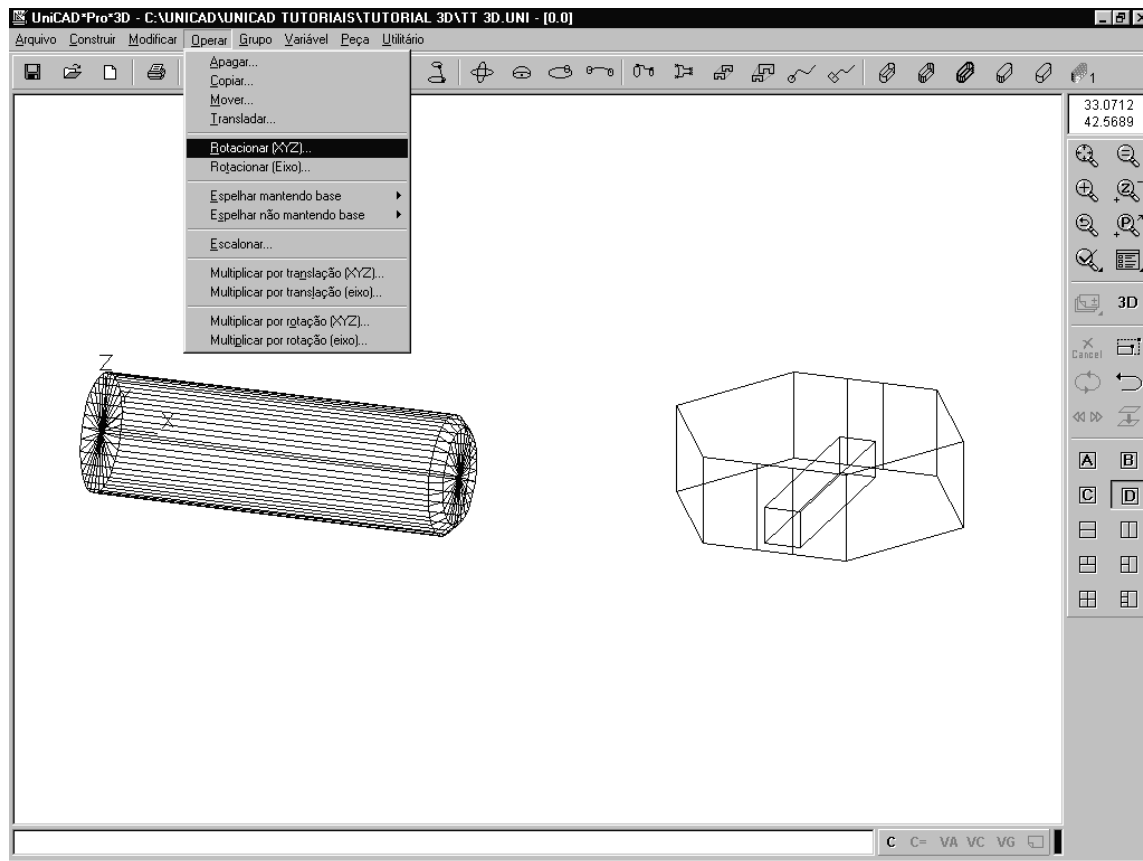 UniCAD*Pro*3D - C:\UNICAD\UNICAD TUTORIAIS\TUTORIAL 3D\TT 3D.UNI - [0.0]
Arquivo Construir Modificar Operar Grupo Variável Peça Utilitário
Apagar...
Copiar...
Mover...
Transladar...
Rotacionar (XYZ)...
Rotacionar (Eixo)...
Espelhar mantendo base
Espelhar não mantendo base
Escalonar...
Multiplicar por translação (XYZ)...
Multiplicar por translação (eixo)...
Multiplicar por rotação (XYZ)...
Multiplicar por rotação (eixo)...
1
33.0712
42.5689
Z
P
3D
Cancel
A B
C D
Z
Y
X
C C= VA VC VG